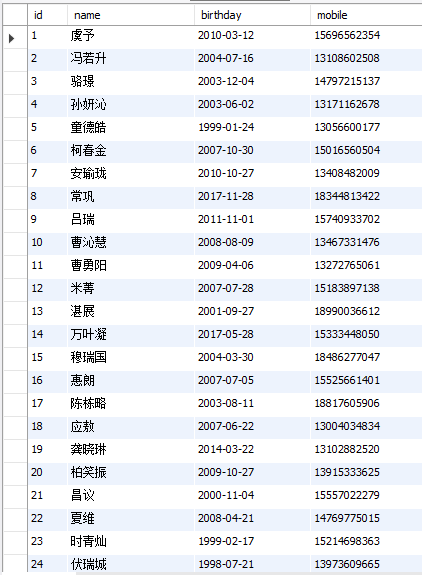 id name birthday mobile
1 虞予 2010-03-12 15696562354
2 冯若升 2004-07-16 13108602508
3 骆璟 2003-12-04 14797215137
4 孙妍沁 2003-06-02 13171162678
5 童德皓 1999-01-24 13056600177
6 柯春金 2007-10-30 15016560504
7 安瑜珑 2010-10-27 13408482009
8 常巩 2017-11-28 18344813422
9 吕瑞 2011-11-01 15740933702
10 曹沁慧 2008-08-09 13467331476
11 曹勇阳 2009-04-06 13272765061
12 米菁 2007-07-28 15183897138
13 湛展 2001-09-27 18990036612
14 万叶凝 2017-05-28 15333448050
15 穆瑞国 2004-03-30 18486277047
16 惠朗 2007-07-05 15525661401
17 陈栋略 2003-08-11 18817605906
18 应敖 2007-06-22 13004034834
19 龚晓琳 2014-03-22 13102882520
20 柏笑振 2009-10-27 13915333625
21 昌议 2000-11-04 15557022279
22 夏维 2008-04-21 14769775015
23 时青灿 1999-02-17 15214698363
24 伏瑞城 1998-07-21 13973609665